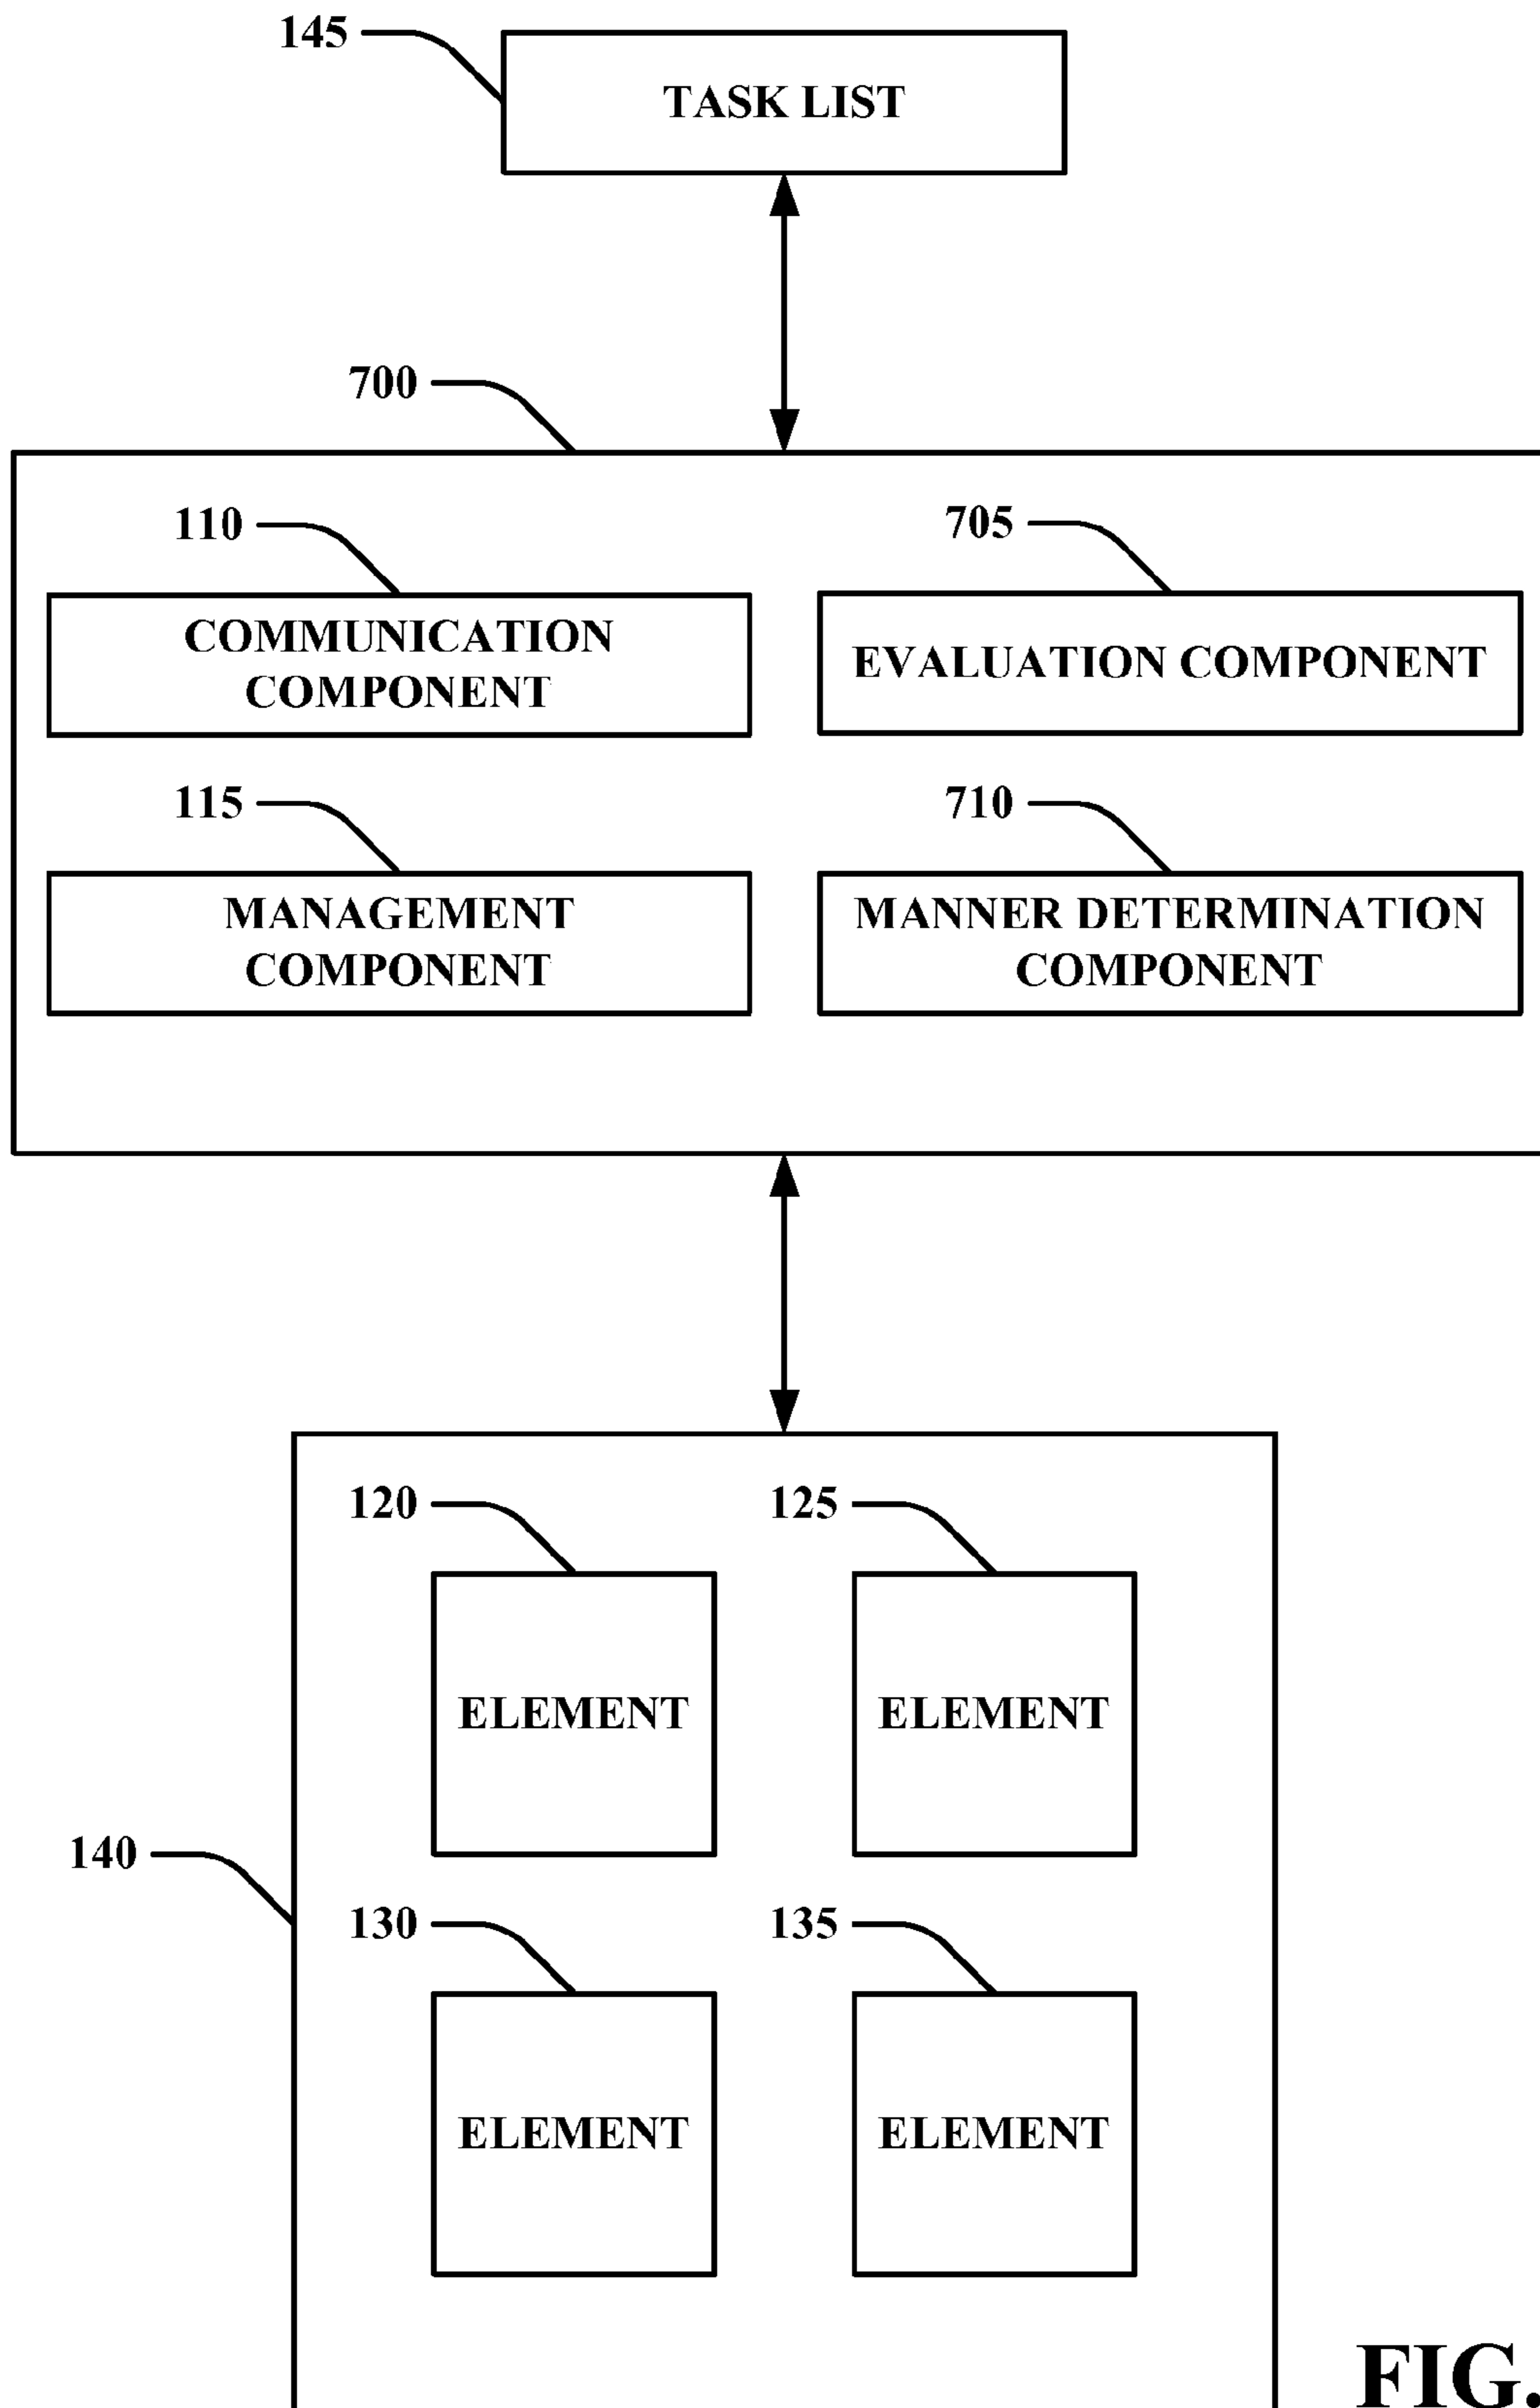 145
TASK LIST
700
110
705
COMMUNICATION
COMPONENT
EVALUATION COMPONENT
115
710
MANAGEMENT
COMPONENT
MANNER DETERMINATION
COMPONENT
120
125
ELEMENT
ELEMENT
140
130
135
ELEMENT
ELEMENT
FIG.